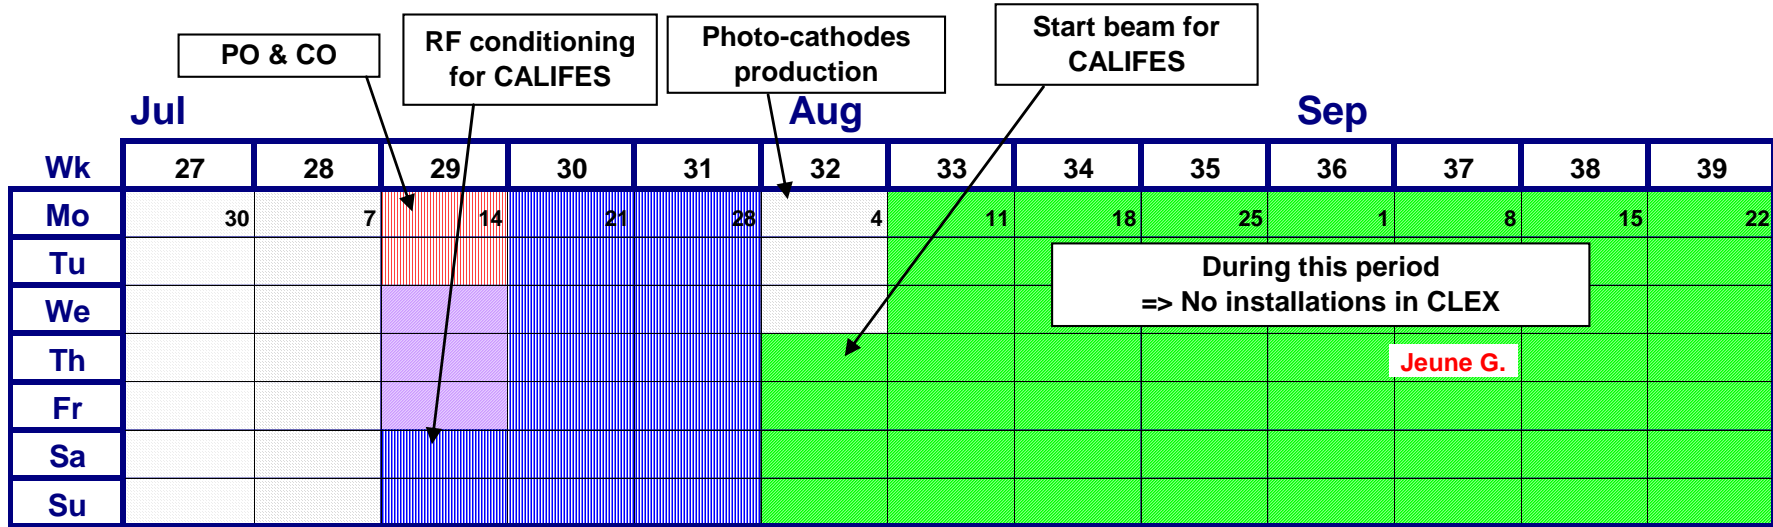 PO & CO
RF conditioning
for CALIFES
Photo-cathodes
production
Start beam for
CALIFES
Jul Aug Sep
Wk 27 28 29 30 31 32 33 34 35 36 37 38 39
Mo 30 7 14 21 28 4 11 18 25 1 8 15 22
Tu
We
During this period
=> No installations in CLEX
Th Jeune G.
Fr
Sa
Su